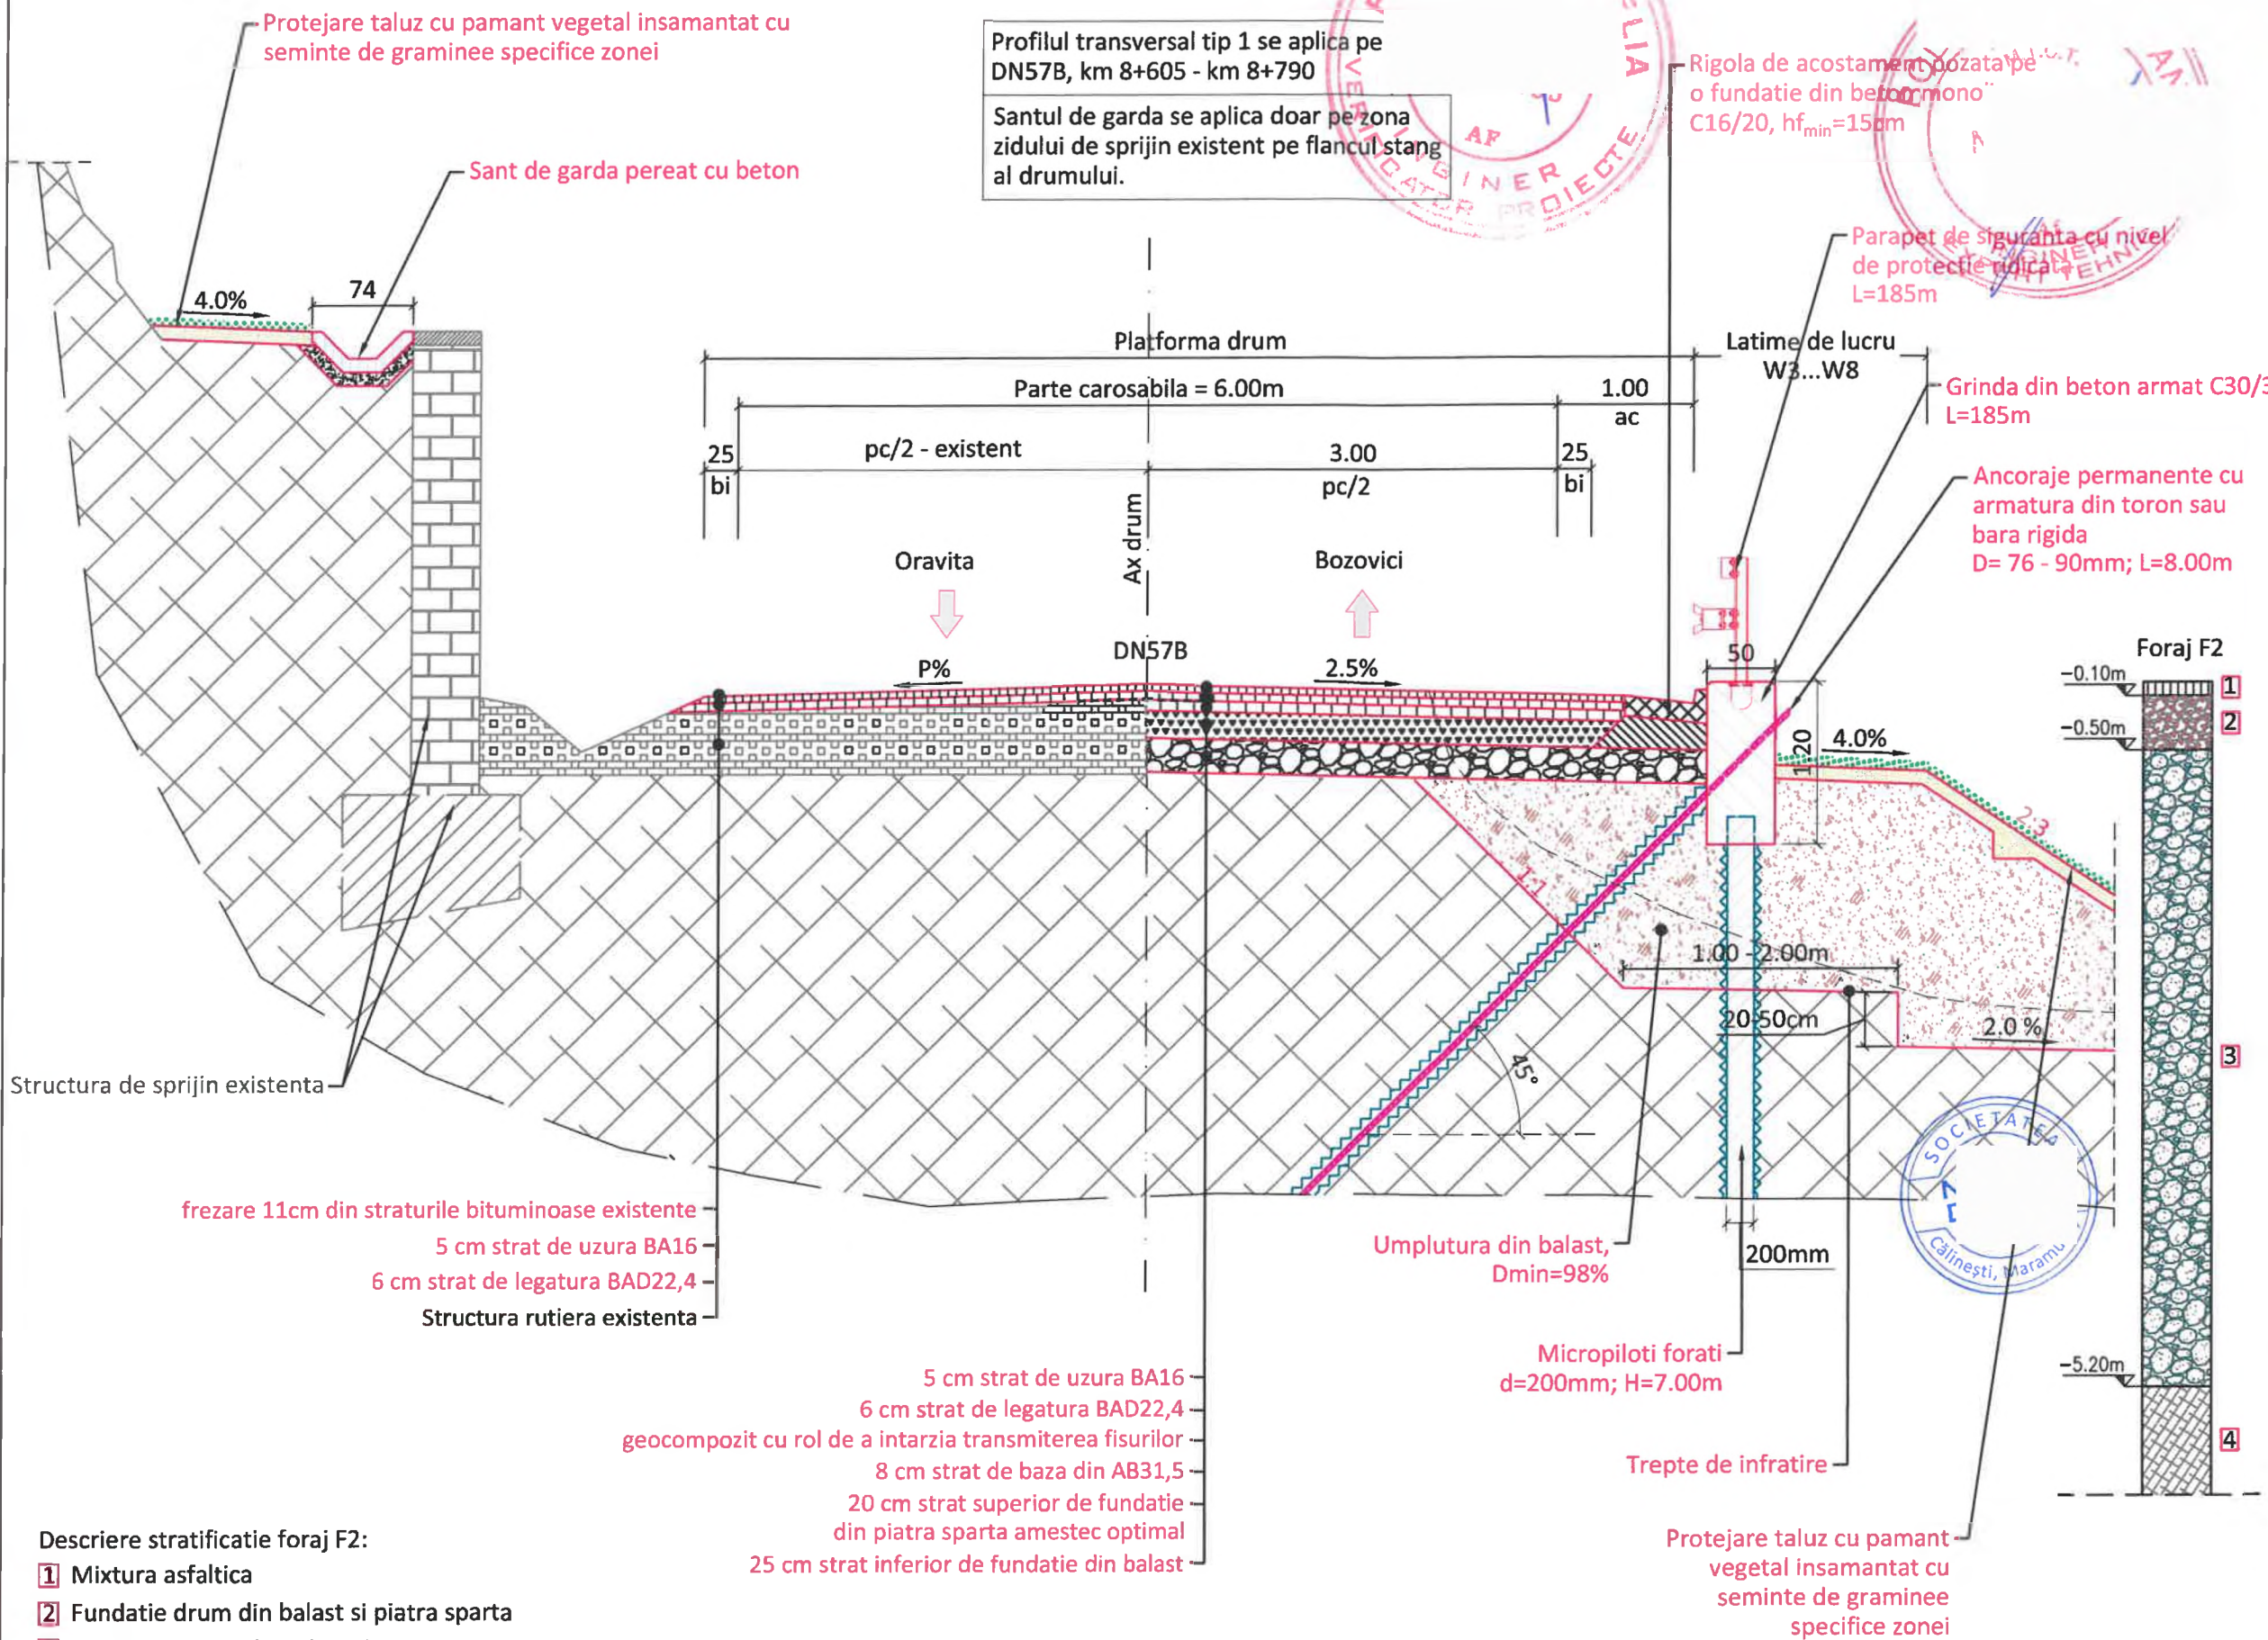 Protejare taluz cu pamant vegetal insamantat cu
seminte de graminee specifice zonei
Profilul transversal tip 1 se aplica pe
DN57B, km 8+605 - km 8+790
Santul de garda se aplica doar pe zona
zidului de sprijin existent pe flancul stang
al drumului.
ELIA
AF
INGINER
VERIFICATOR PROIECTE
Rigola de acostament pozata pe
o fundatie din beton mono
C16/20, hfmin=15cm
INGINER
EXPERT TEHNIC
Sant de garda pereat cu beton
Parapet de siguranta cu nivel
de protectie ridicata
L=185m
4.0%
74
Platforma drum
Latime de lucru
W3...W8
Parte carosabila = 6.00m
1.00
ac
Grinda din beton armat C30/3
L=185m
25
bi
pc/2 - existent
3.00
pc/2
25
bi
Ax drum
Ancoraje permanente cu
armatura din toron sau
bara rigida
D= 76 - 90mm; L=8.00m
Oravita
Bozovici
DN57B
P%
2.5%
50
1.20
4.0%
2:3
1:1
1.00 - 2.00m
20-50cm
2.0 %
45°
Foraj F2
-0.10m
1
2
-0.50m
3
-5.20m
4
Structura de sprijin existenta
SOCIETATEA
Călinești, Maramu
frezare 11cm din straturile bituminoase existente
5 cm strat de uzura BA16
6 cm strat de legatura BAD22,4
Structura rutiera existenta
Umplutura din balast,
Dmin=98%
200mm
Micropiloti forati
d=200mm; H=7.00m
5 cm strat de uzura BA16
6 cm strat de legatura BAD22,4
geocompozit cu rol de a intarzia transmiterea fisurilor
8 cm strat de baza din AB31,5
20 cm strat superior de fundatie
din piatra sparta amestec optimal
25 cm strat inferior de fundatie din balast
Trepte de infratire
Protejare taluz cu pamant
vegetal insamantat cu
seminte de graminee
specifice zonei
Descriere stratificatie foraj F2:
1 Mixtura asfaltica
2 Fundatie drum din balast si piatra sparta